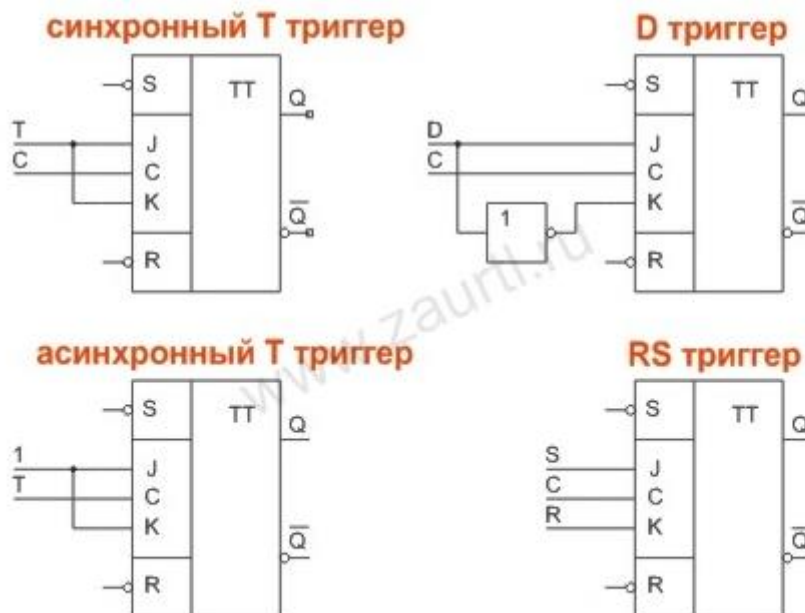 синхронный Т триггер
S TT Q
T J
C C
K Q̅
R
D триггер
S TT Q
D J
C C
1 K Q̅
R
www.zaurtl.ru
асинхронный Т триггер
S TT Q
1 J
T C
K Q̅
R
RS триггер
S TT Q
S J
C C
R K Q̅
R